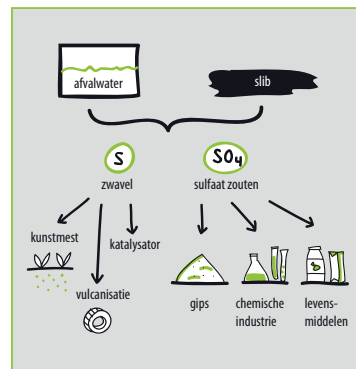 afvalwater
slib
S
SO4
zwavel
sulfaat zouten
kunstmest
katalysator
vulcanisatie
gips
chemische
industrie
levens-
middelen